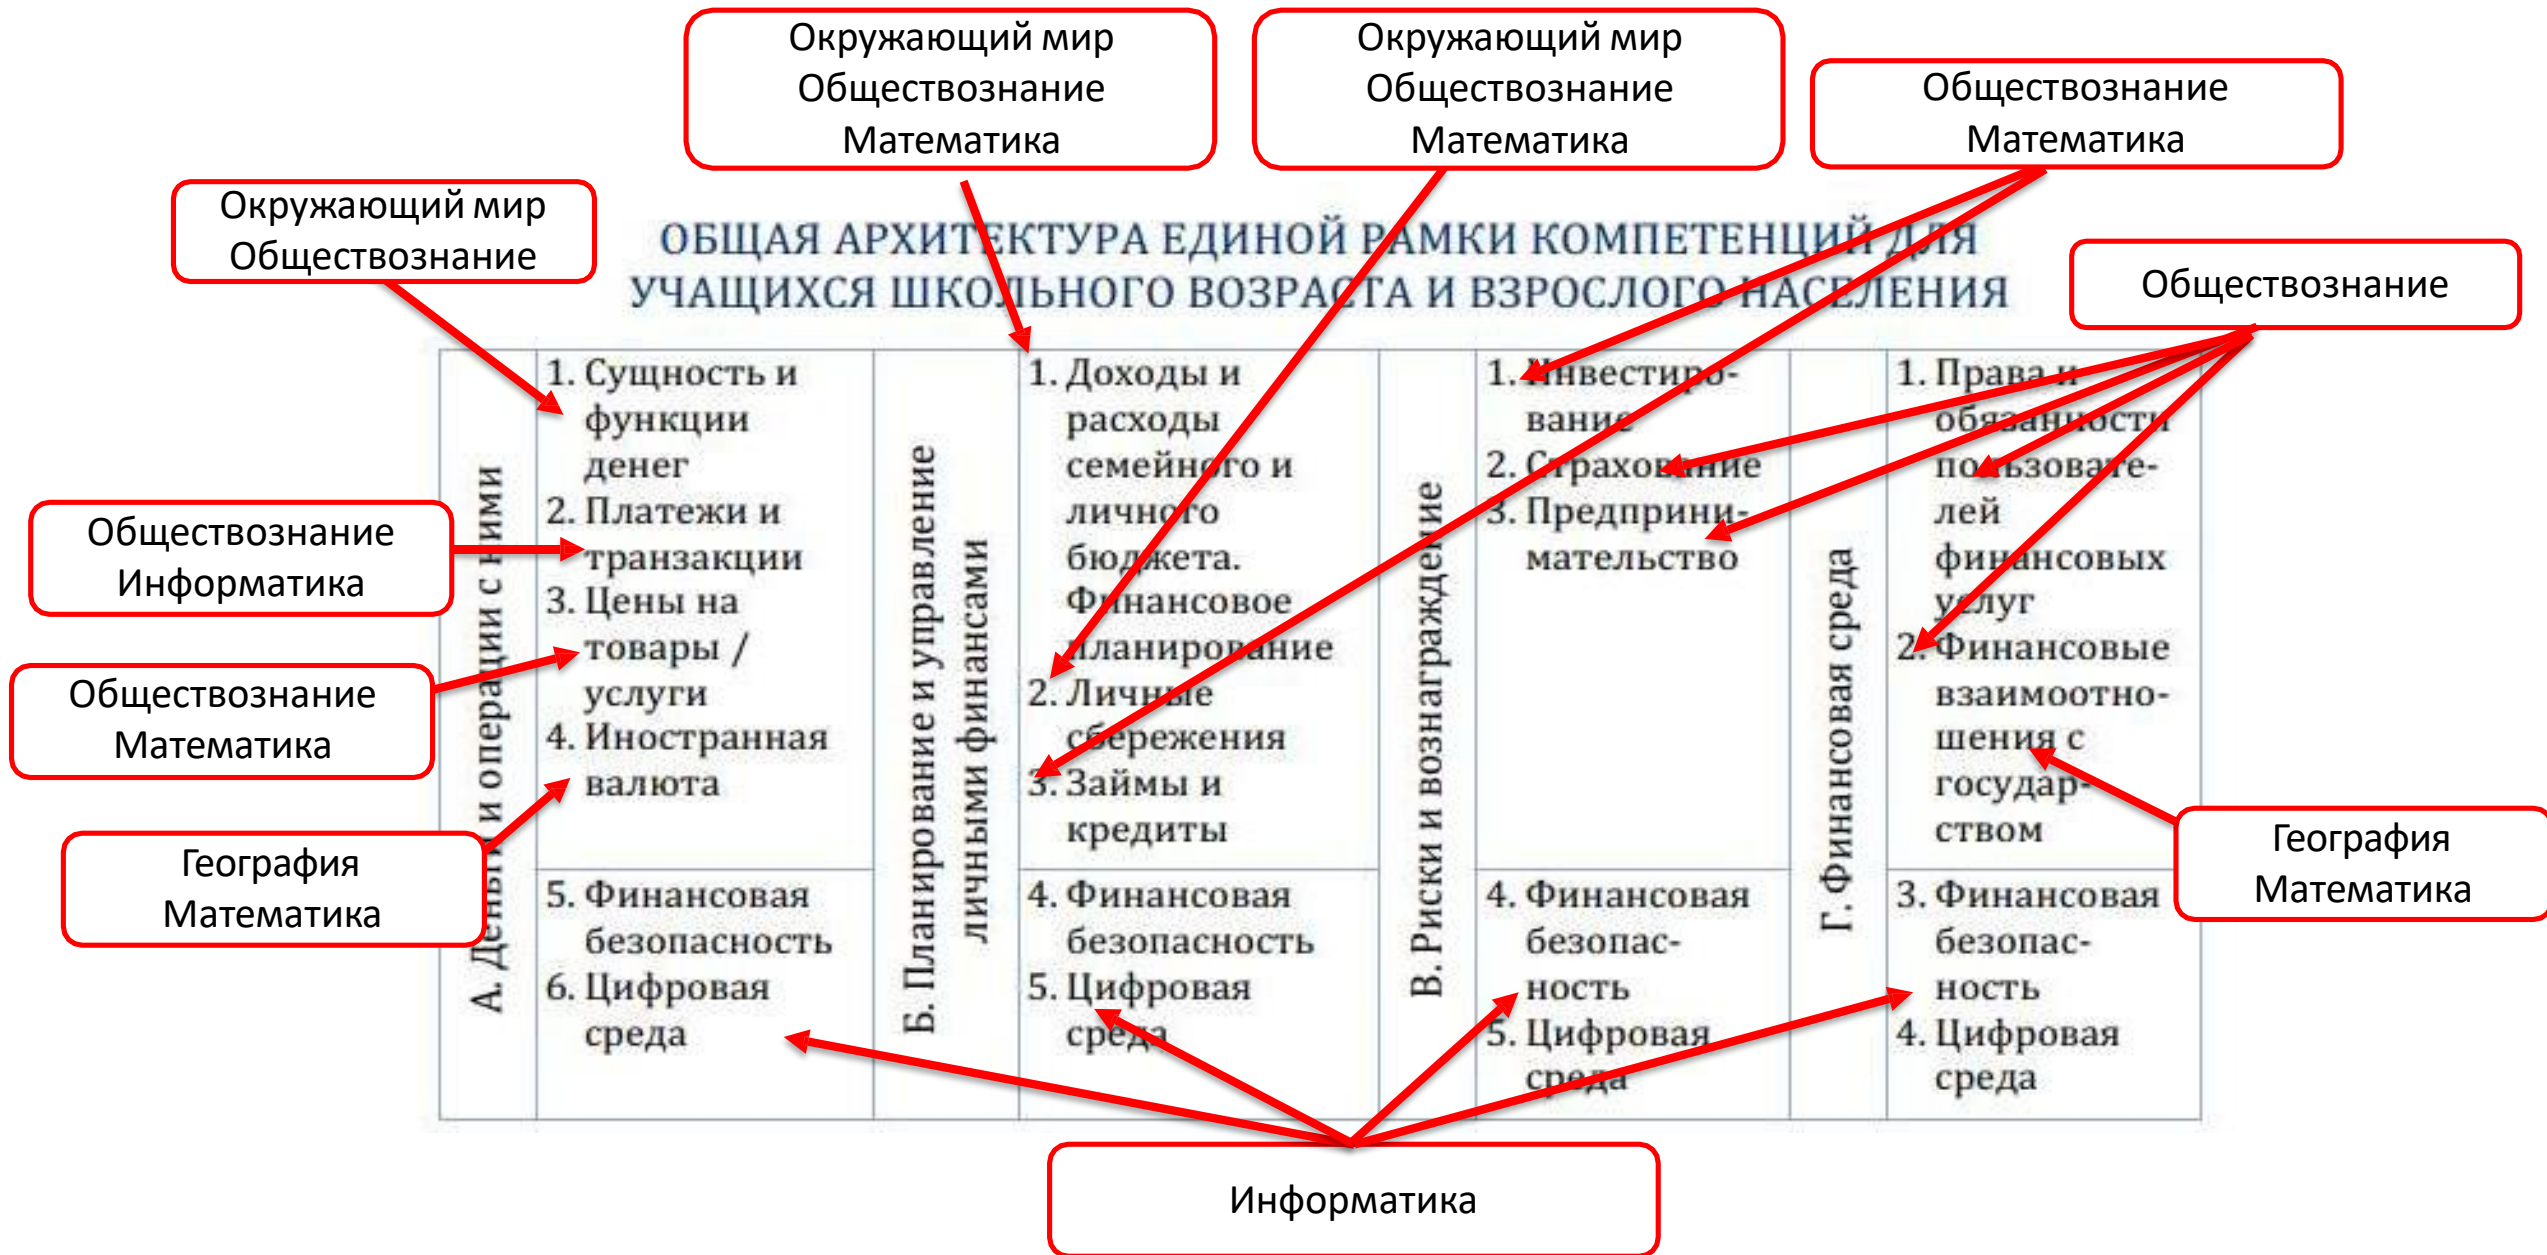 Окружающий мир
Обществознание
Математика
Окружающий мир
Обществознание
Математика
Обществознание
Математика
Окружающий мир
Обществознание
ОБЩАЯ АРХИТЕКТУРА ЕДИНОЙ РАМКИ КОМПЕТЕНЦИЙ ДЛЯ
УЧАЩИХСЯ ШКОЛЬНОГО ВОЗРАСТА И ВЗРОСЛОГО НАСЕЛЕНИЯ
Обществознание
Обществознание
Информатика
Обществознание
Математика
География
Математика
А. Деньги и операции с ними
1. Сущность и
функции
денег
2. Платежи и
транзакции
3. Цены на
товары /
услуги
4. Иностранная
валюта
5. Финансовая
безопасность
6. Цифровая
среда
Б. Планирование и управление
личными финансами
1. Доходы и
расходы
семейного и
личного
бюджета.
Финансовое
планирование
2. Личные
сбережения
3. Займы и
кредиты
4. Финансовая
безопасность
5. Цифровая
среда
В. Риски и вознаграждение
1. Инвестиро-
вание
2. Страхование
3. Предприни-
мательство
4. Финансовая
безопас-
ность
5. Цифровая
среда
Г. Финансовая среда
1. Права и
обязанности
пользовате-
лей
финансовых
услуг
2. Финансовые
взаимоотно-
шения с
государ-
ством
3. Финансовая
безопас-
ность
4. Цифровая
среда
География
Математика
Информатика